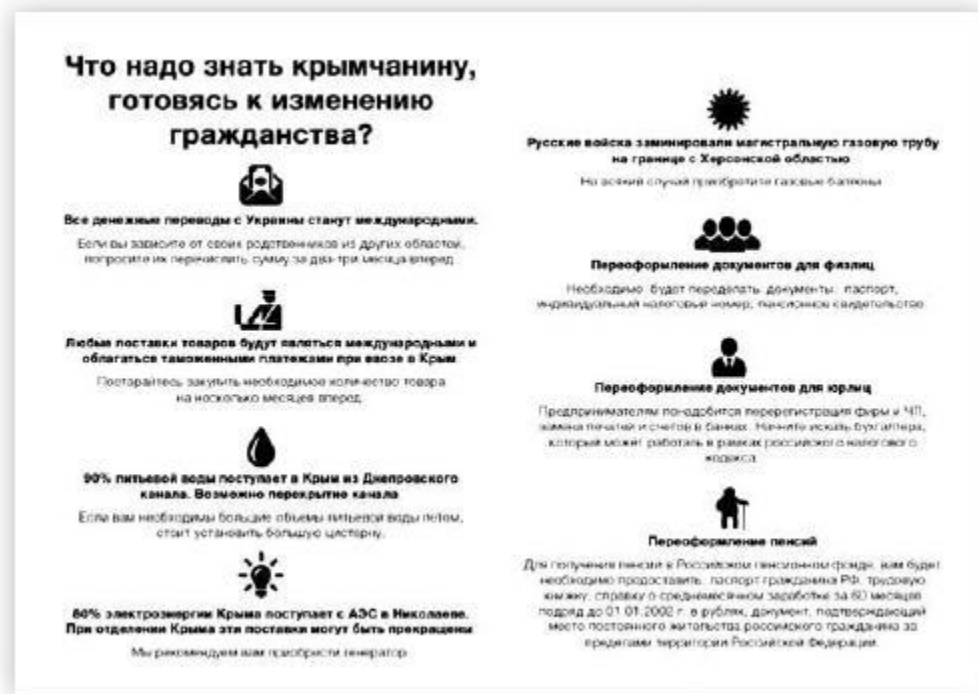 Что надо знать крымчанину,
готовясь к изменению
гражданства?
Все денежные переводы с Украины станут международными.
Если вы зависите от своих родственников из других областей,
попросите их перечислить сумму за два-три месяца вперед
Любые поставки товаров будут являться международными и
облагаться таможенными платежами при ввозе в Крым
Постарайтесь закупить необходимое количество товара
на несколько месяцев вперед
90% питьевой воды поступает в Крым из Днепровского
канала. Возможно перекрытие канала
Если вам необходимы большие объемы питьевой воды летом,
стоит установить большую цистерну.
80% электроэнергии Крыма поступает с АЭС в Николаеве.
При отделении Крыма эти поставки могут быть прекращены
Мы рекомендуем вам приобрести генератор
Русские войска заминировали магистральную газовую трубу
на границе с Херсонской областью
На всякий случай приобретите газовые баллоны
Переоформление документов для физлиц
Необходимо будет переделать документы: паспорт,
индивидуальный налоговый номер, пенсионное свидетельство
Переоформление документов для юрлиц
Предпринимателям понадобится перерегистрация фирм и ЧП,
замена печатей и счетов в банках. Начните искать бухгалтера,
который может работать в рамках российского налогового
кодекса
Переоформление пенсий
Для получения пенсии в Российском пенсионном фонде, вам будет
необходимо предоставить: паспорт гражданина РФ, трудовую
книжку, справку о среднемесячном заработке за 60 месяцев
подряд до 01.01.2002 г. в рублях, документ, подтверждающий
место постоянного жительства российского гражданина за
пределами территории Российской Федерации.